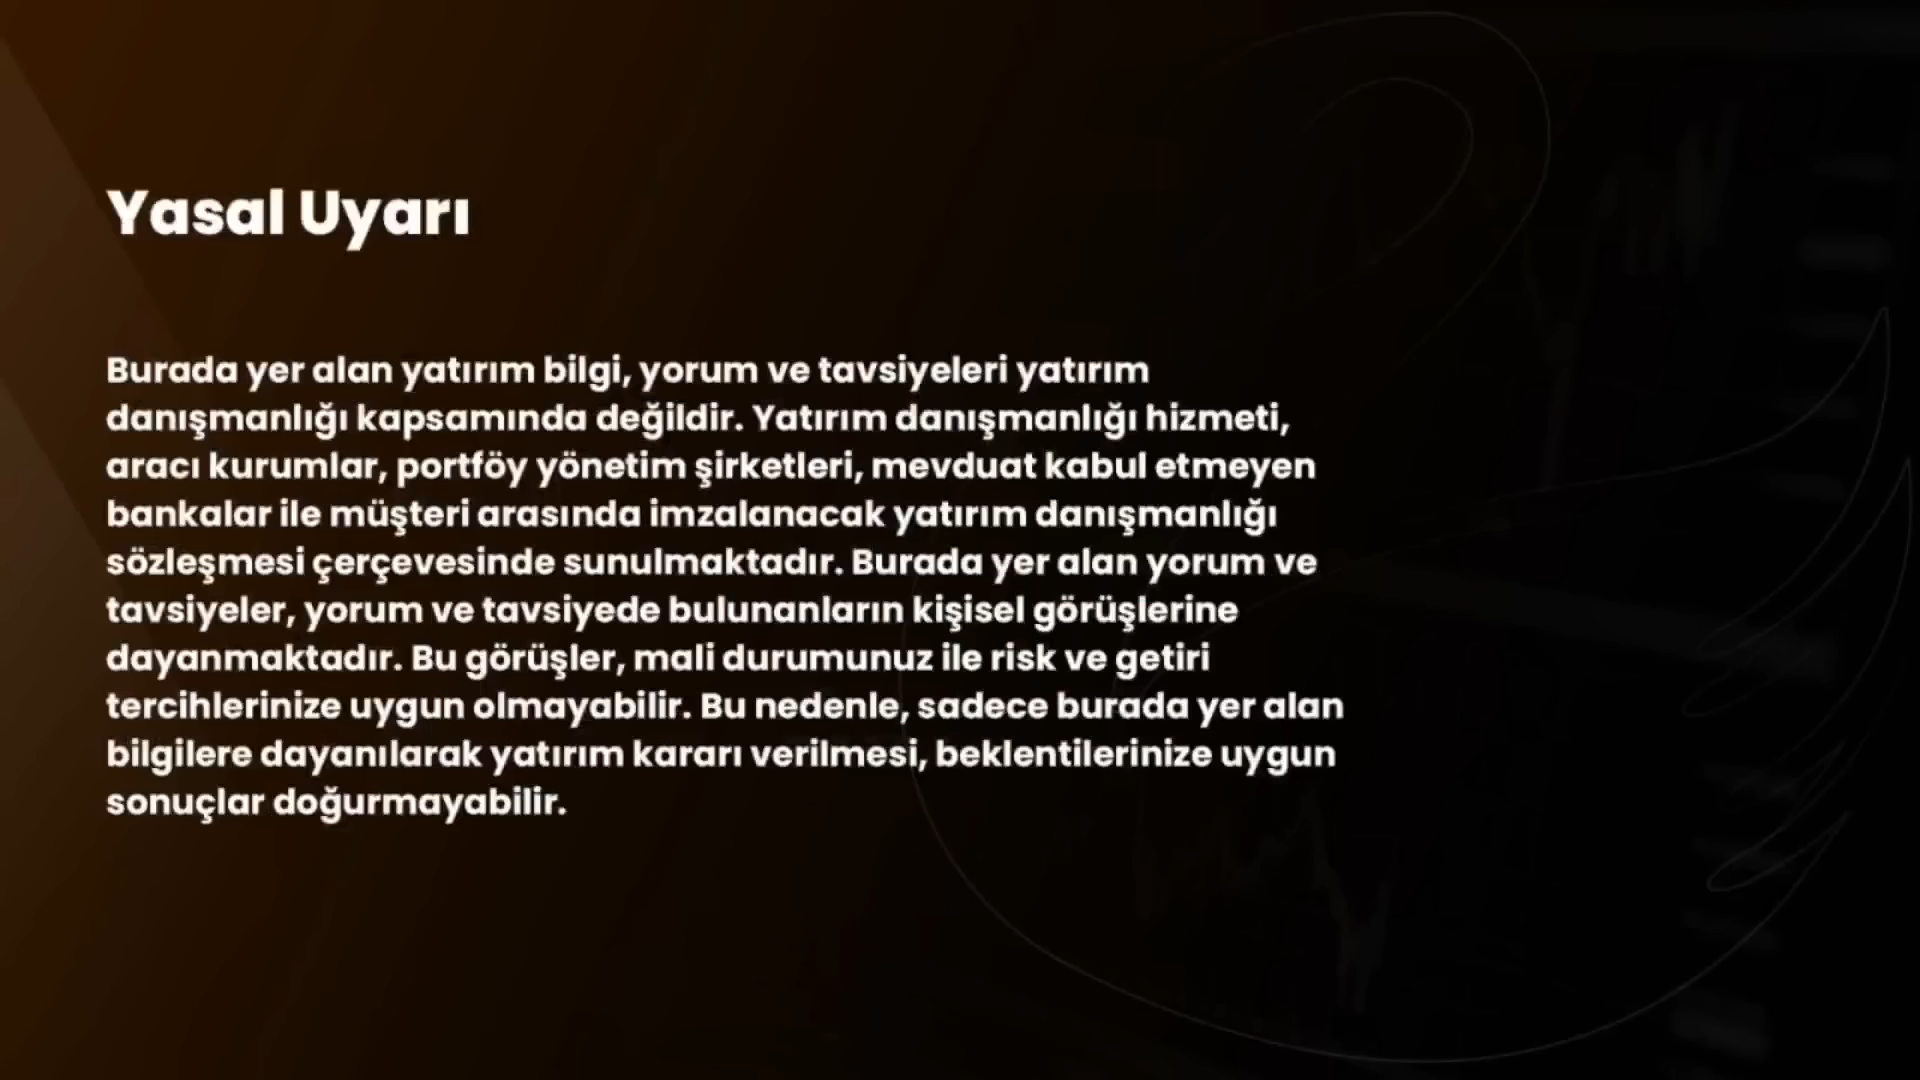 Yasal Uyarı
Burada yer alan yatırım bilgi, yorum ve tavsiyeleri yatırım
danışmanlığı kapsamında değildir. Yatırım danışmanlığı hizmeti,
aracı kurumlar, portföy yönetim şirketleri, mevduat kabul etmeyen
bankalar ile müşteri arasında imzalanacak yatırım danışmanlığı
sözleşmesi çerçevesinde sunulmaktadır. Burada yer alan yorum ve
tavsiyeler, yorum ve tavsiyede bulunanların kişisel görüşlerine
dayanmaktadır. Bu görüşler, mali durumunuz ile risk ve getiri
tercihlerinize uygun olmayabilir. Bu nedenle, sadece burada yer alan
bilgilere dayanılarak yatırım kararı verilmesi, beklentilerinize uygun
sonuçlar doğurmayabilir.